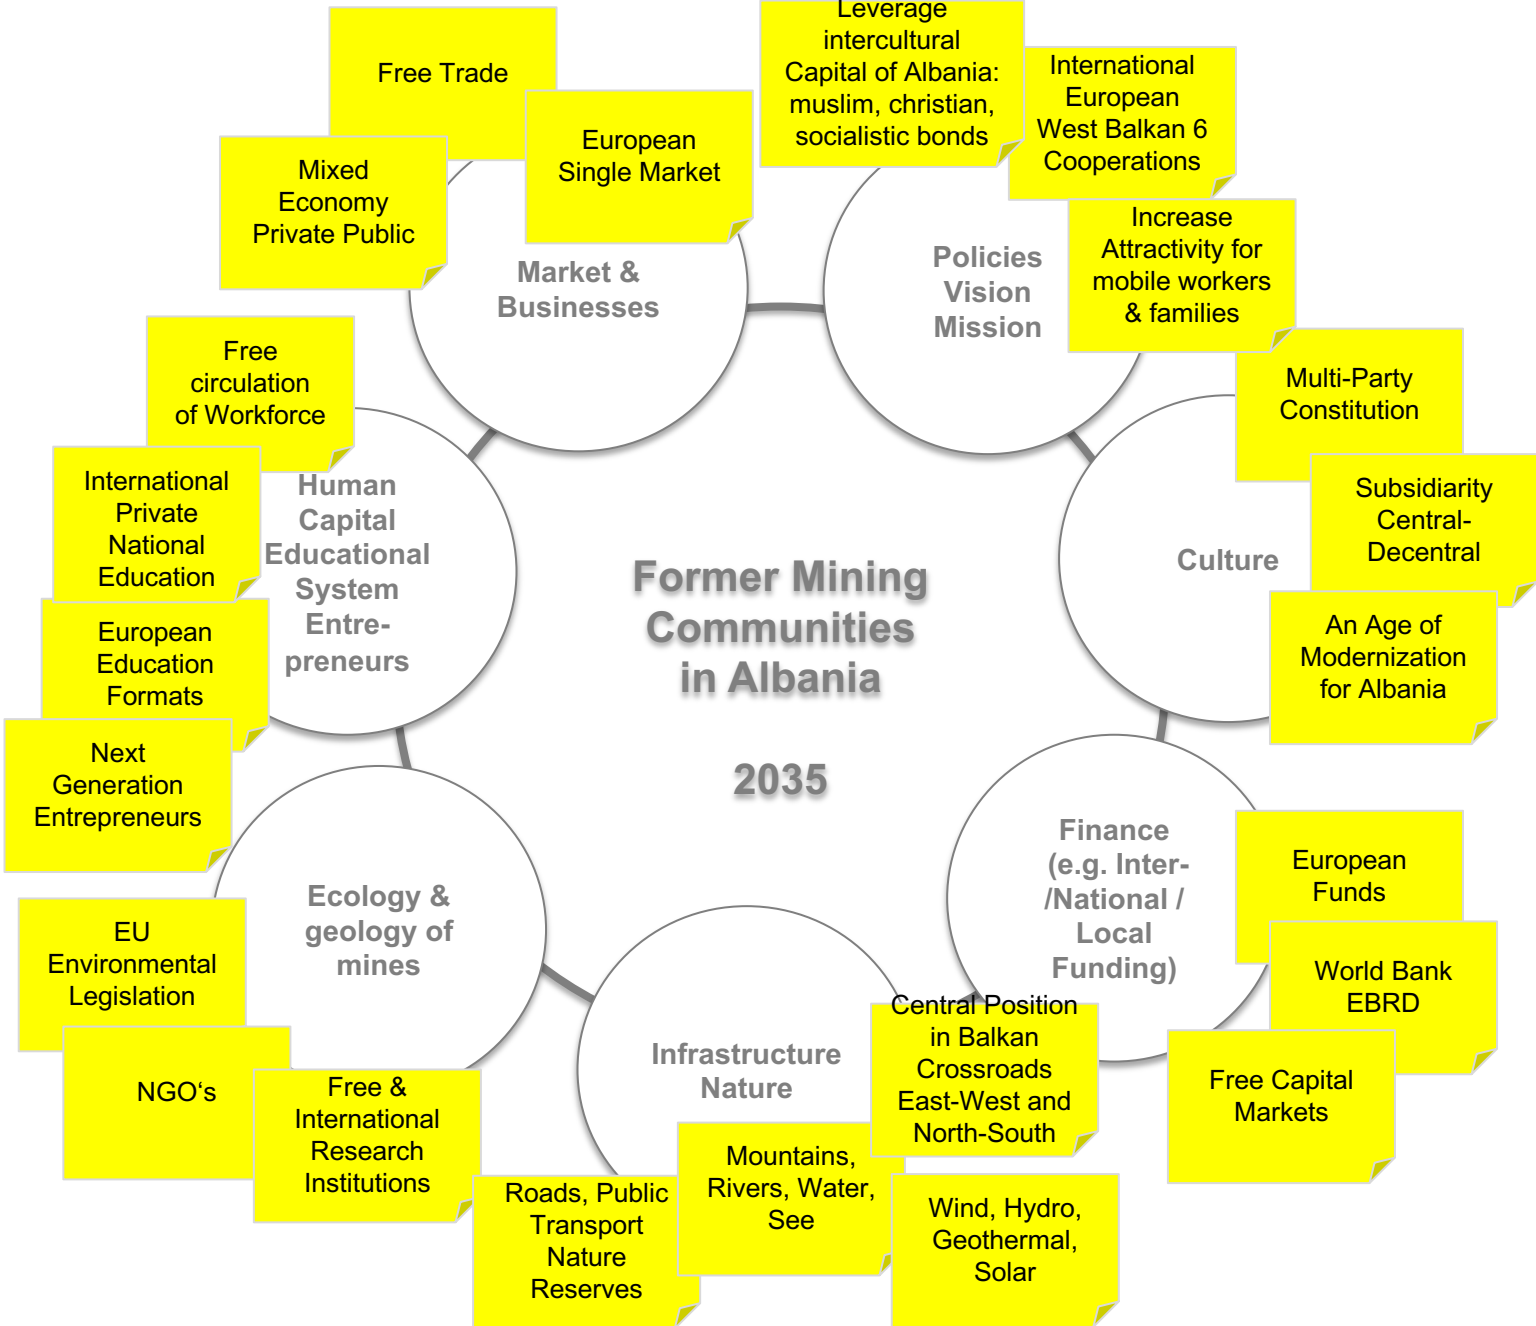 Leverage
intercultural
Capital of Albania:
muslim, christian,
socialistic bonds
Free Trade
International
European
West Balkan 6
Cooperations
European
Single Market
Mixed
Economy
Private Public
Increase
Attractivity for
mobile workers
& families
Market &
Businesses
Policies
Vision
Mission
Free
circulation
of Workforce
Multi-Party
Constitution
International
Private
National
Education
Human
Capital
Educational
System
Entre-
preneurs
Subsidiarity
Central-
Decentral
Culture
Former Mining
Communities
in Albania
2035
European
Education
Formats
An Age of
Modernization
for Albania
Next
Generation
Entrepreneurs
Finance
(e.g. Inter-
/National /
Local
Funding)
European
Funds
Ecology &
geology of
mines
EU
Environmental
Legislation
World Bank
EBRD
Central Position
in Balkan
Crossroads
East-West and
North-South
Infrastructure
Nature
NGO‘s
Free &
International
Research
Institutions
Free Capital
Markets
Mountains,
Rivers, Water,
See
Roads, Public
Transport
Nature
Reserves
Wind, Hydro,
Geothermal,
Solar